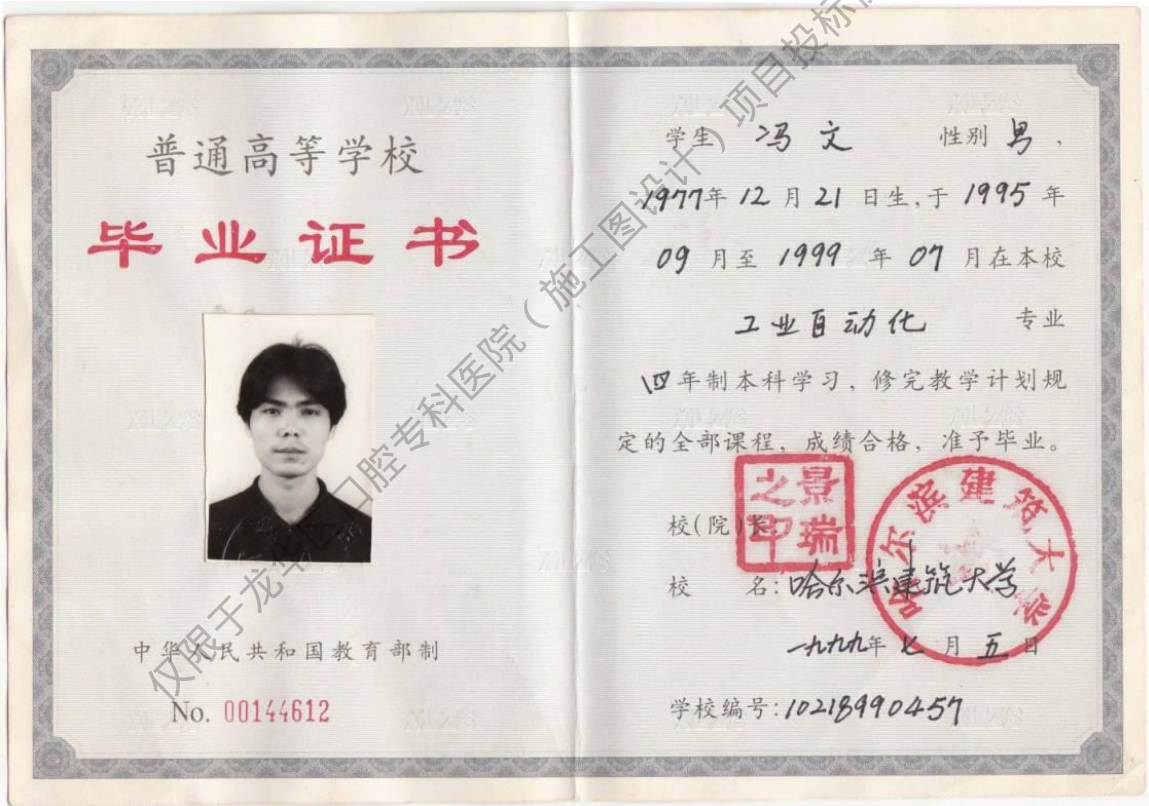 普通高等学校
毕业证书
中华人民共和国教育部制
No. 00144612
学生 冯文 性别 男，
1977年 12 月 21 日生，于 1995 年
09 月至 1999 年 07 月在本校
工业自动化 专业
四年制本科学习，修完教学计划规
定的全部课程，成绩合格，准予毕业。
校(院)长:
景瑞之印
校 名: 哈尔滨建筑大学
哈尔滨建筑大学
一九九九年 七 月 五 日
学校编号: 10218990457
仅限于龙华区口腔专科医院（施工图设计）项目投标